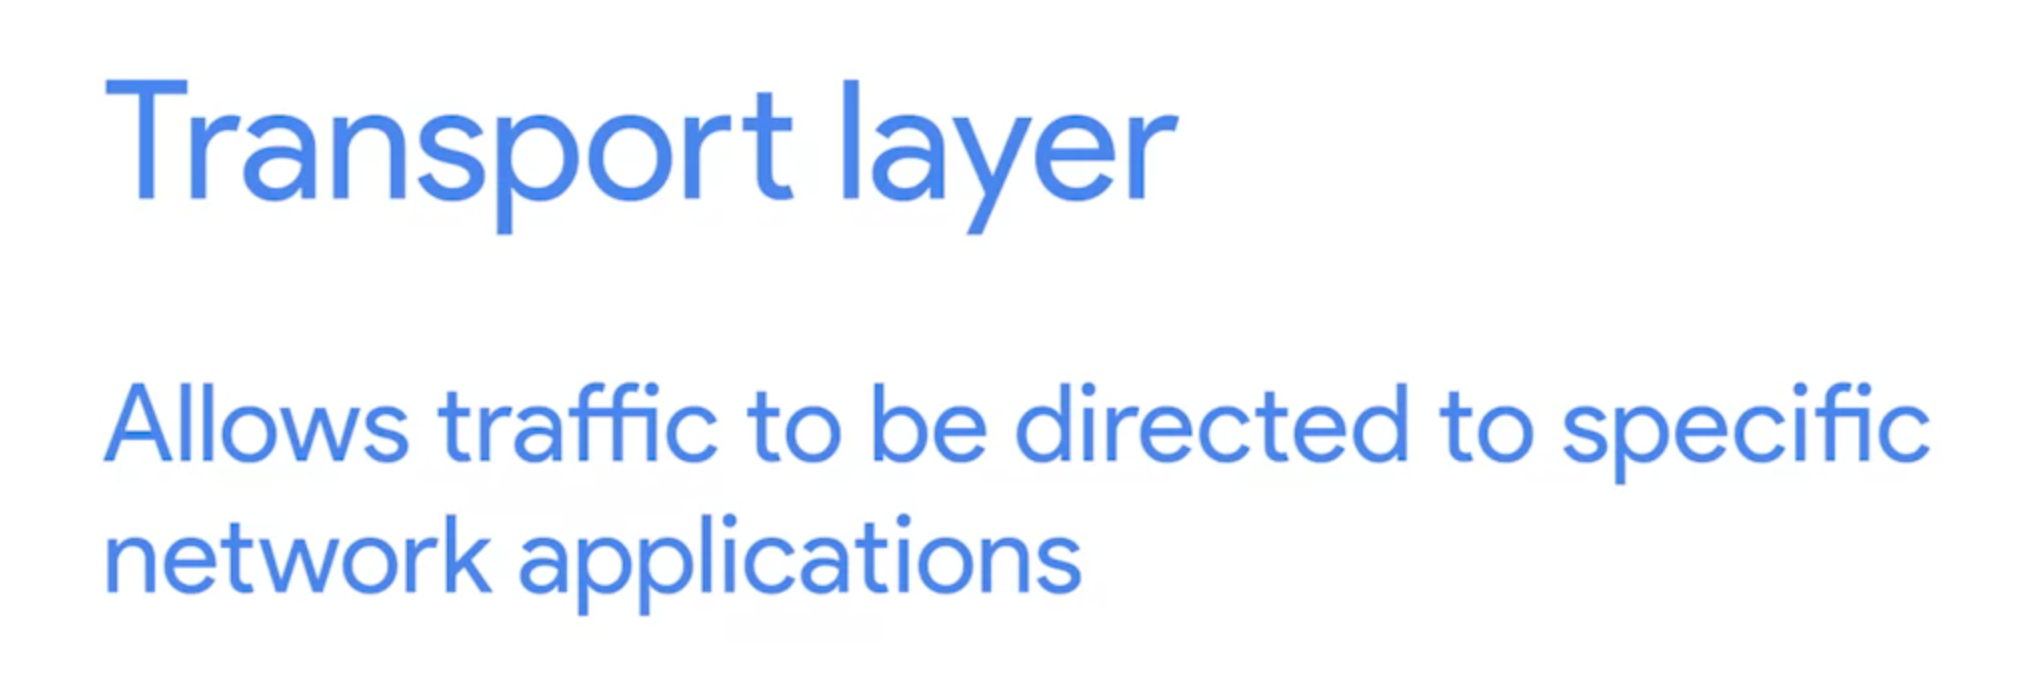 Transport layer
Allows traffic to be directed to specific
network applications